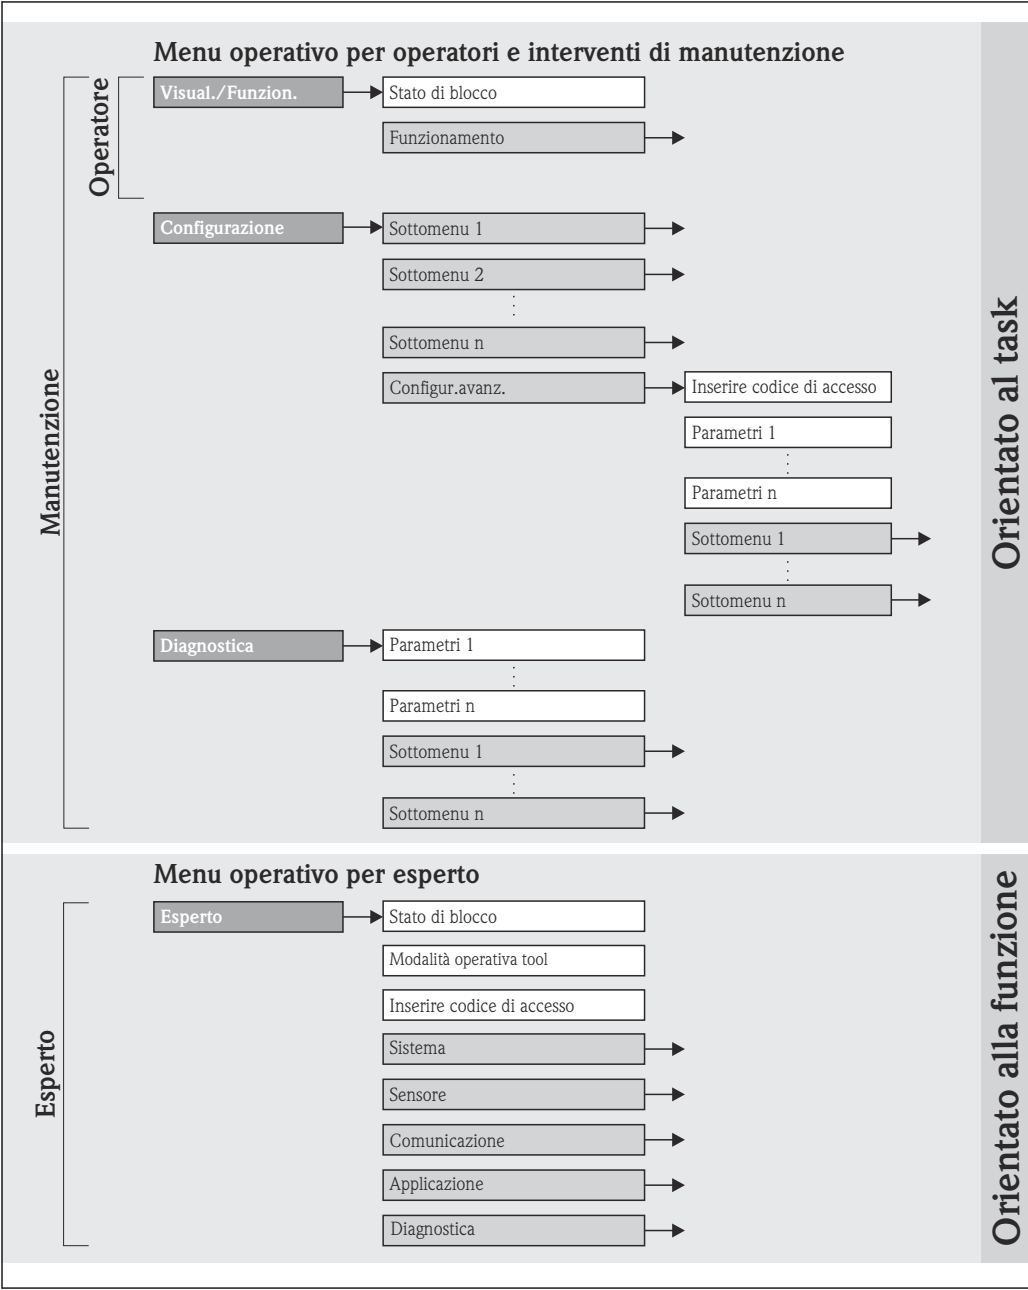 Menu operativo per operatori e interventi di manutenzione
Operatore
Manutenzione
Visual./Funzion.
Stato di blocco
Funzionamento
Configurazione
Sottomenu 1
Sottomenu 2
Sottomenu n
Configur.avanz.
Inserire codice di accesso
Parametri 1
Parametri n
Sottomenu 1
Sottomenu n
Diagnostica
Parametri 1
Parametri n
Sottomenu 1
Sottomenu n
Orientato al task
Menu operativo per esperto
Esperto
Esperto
Stato di blocco
Modalità operativa tool
Inserire codice di accesso
Sistema
Sensore
Comunicazione
Applicazione
Diagnostica
Orientato alla funzione